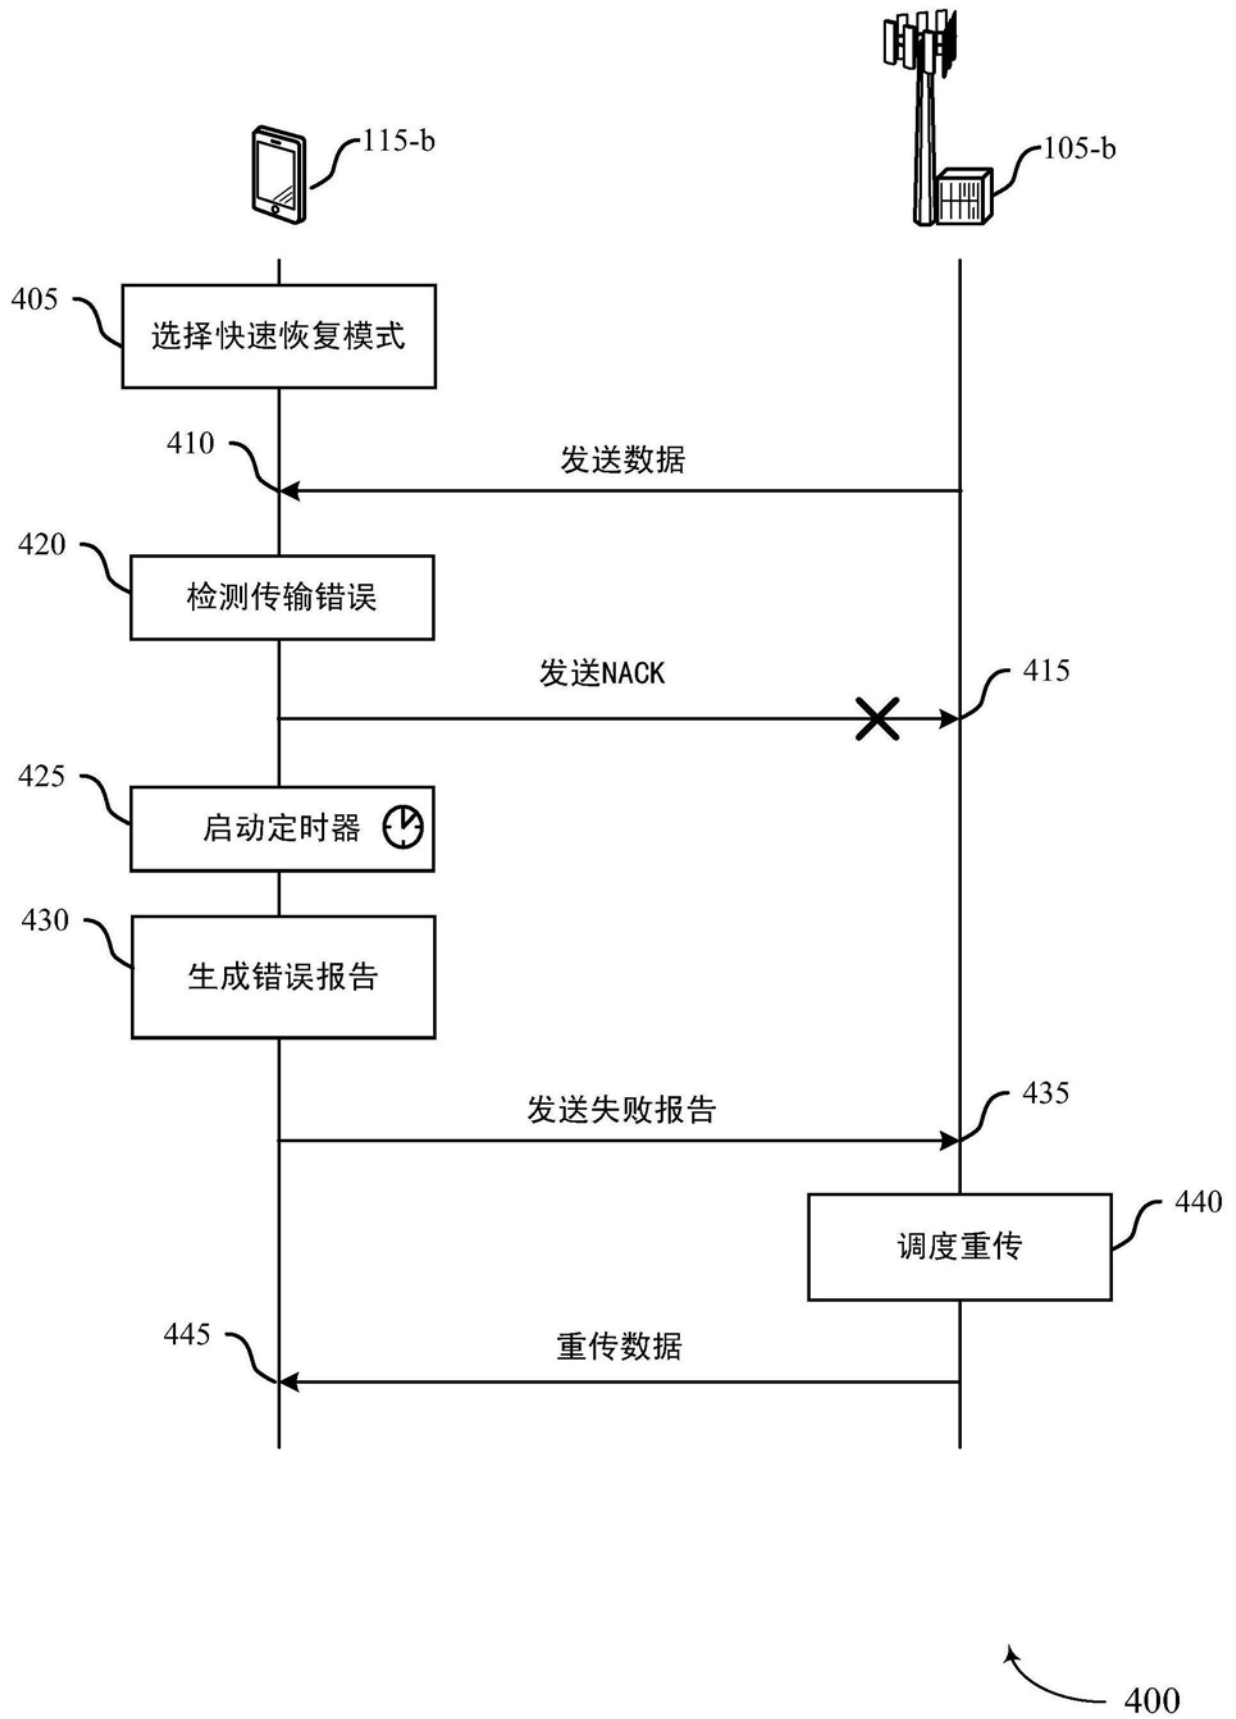 115-b
105-b
405
选择快速恢复模式
410
发送数据
420
检测传输错误
发送NACK
415
425
启动定时器
430
生成错误报告
发送失败报告
435
440
调度重传
445
重传数据
400